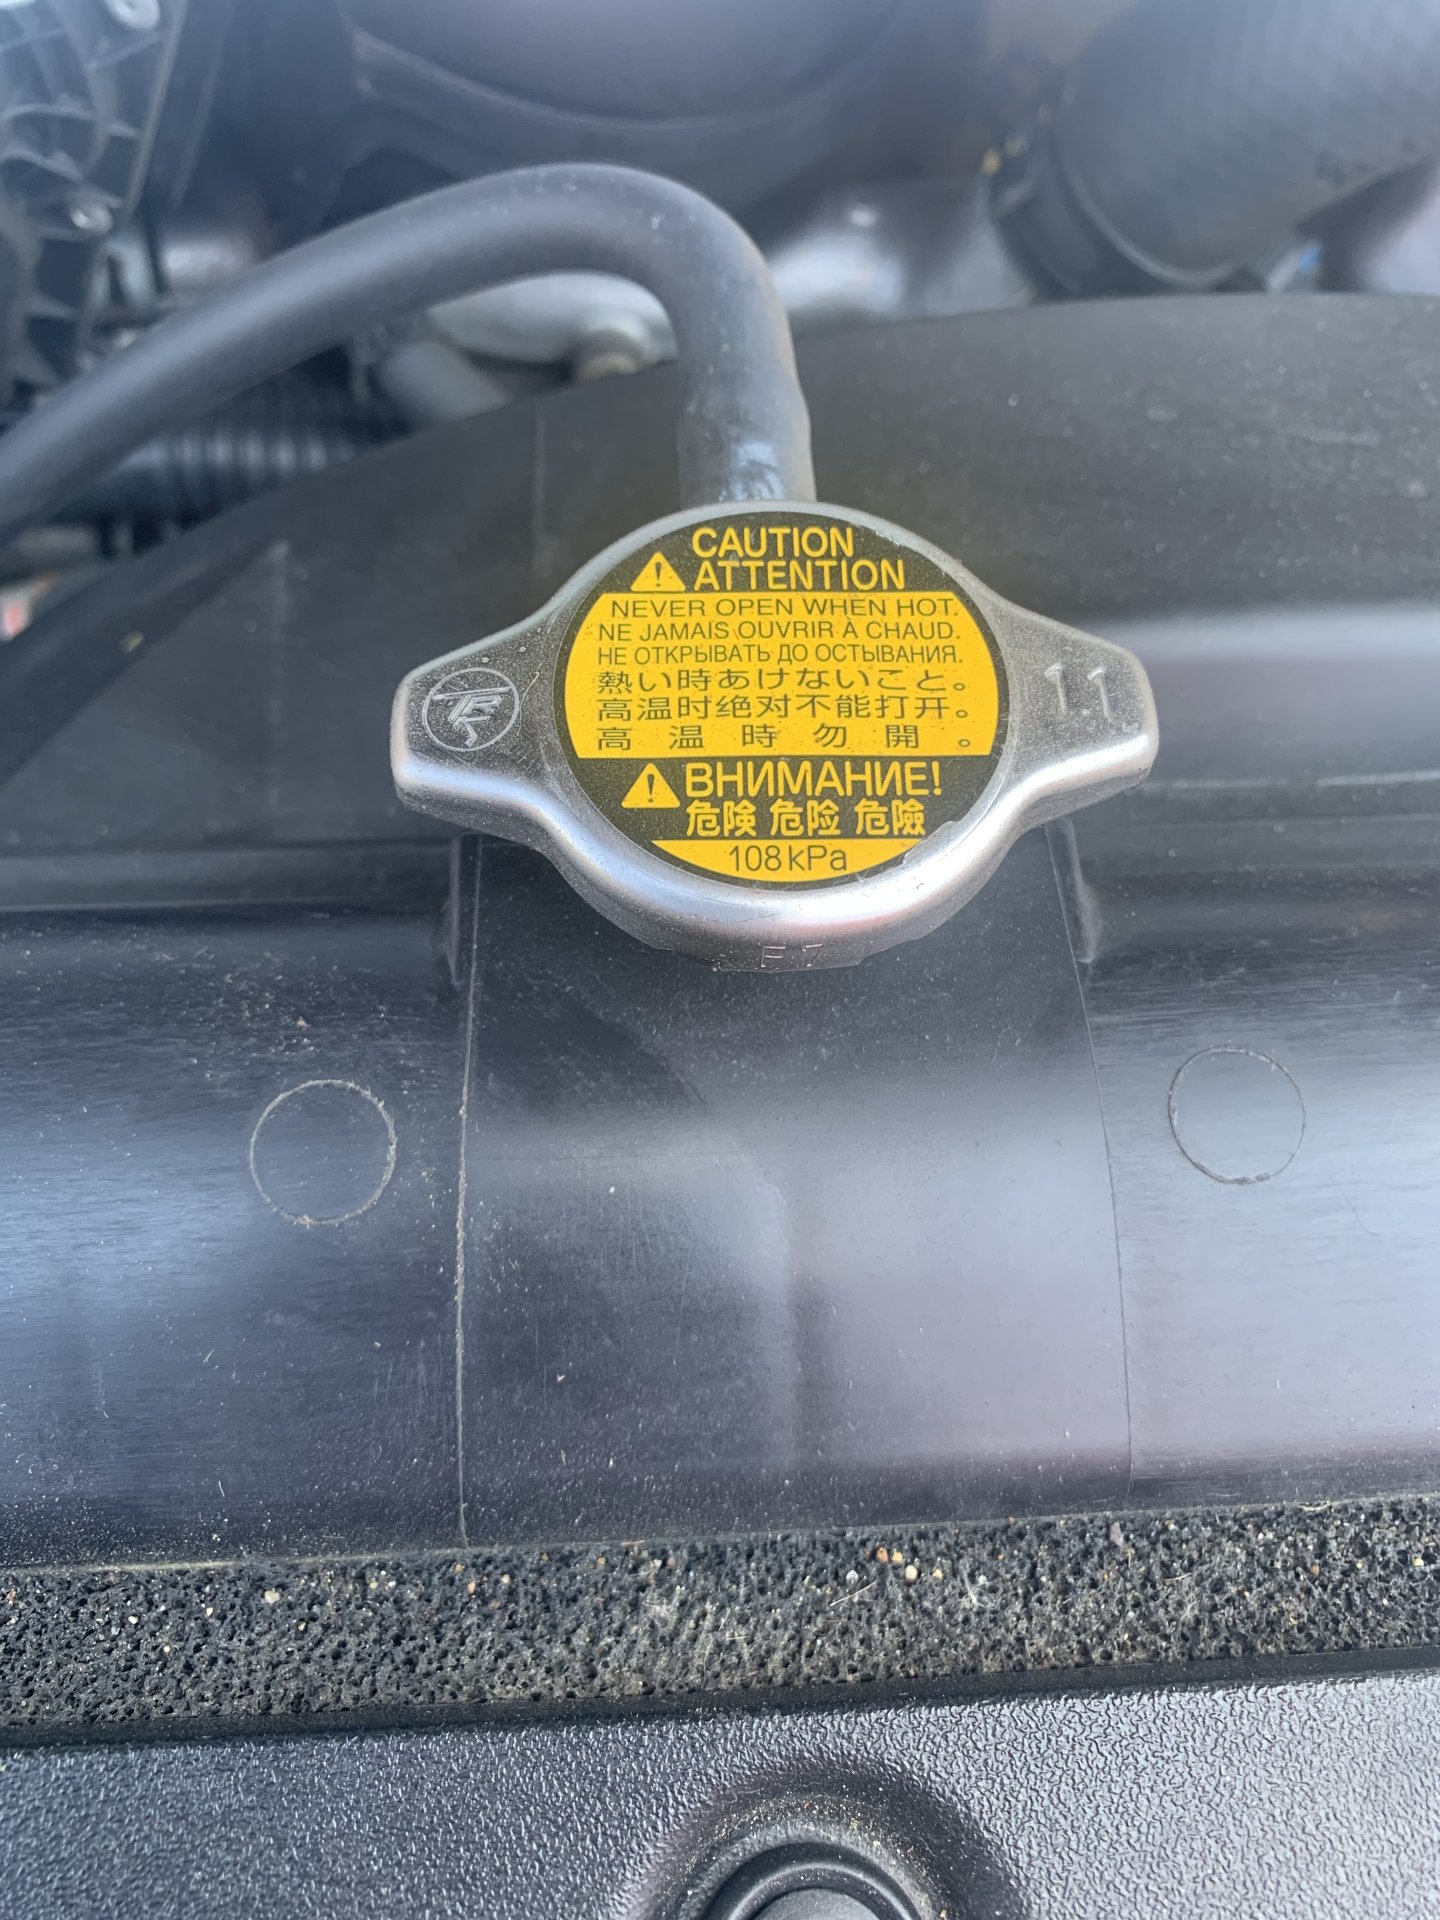 CAUTION
ATTENTION
NEVER OPEN WHEN HOT.
NE JAMAIS OUVRIR À CHAUD.
НЕ ОТКРЫВАТЬ ДО ОСТЫВАНИЯ.
熱い時あけないこと。
高温时绝对不能打开。
高温時勿開。
ВНИМАНИЕ!
危険 危险 危險
108kPa
1.1
F 7